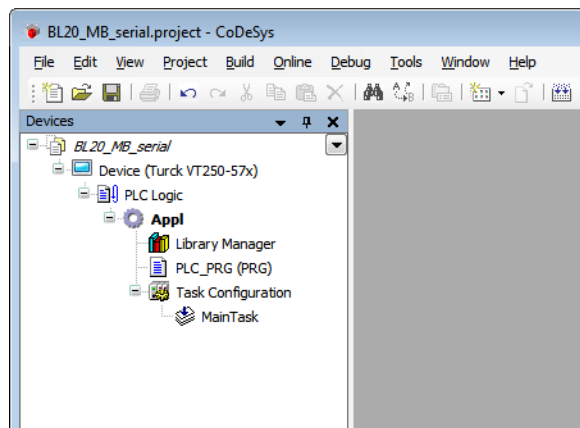 BL20_MB_serial.project - CoDeSys
File Edit View Project Build Online Debug Tools Window Help
Devices
BL20_MB_serial
Device (Turck VT250-57x)
PLC Logic
Appl
Library Manager
PLC_PRG (PRG)
Task Configuration
MainTask